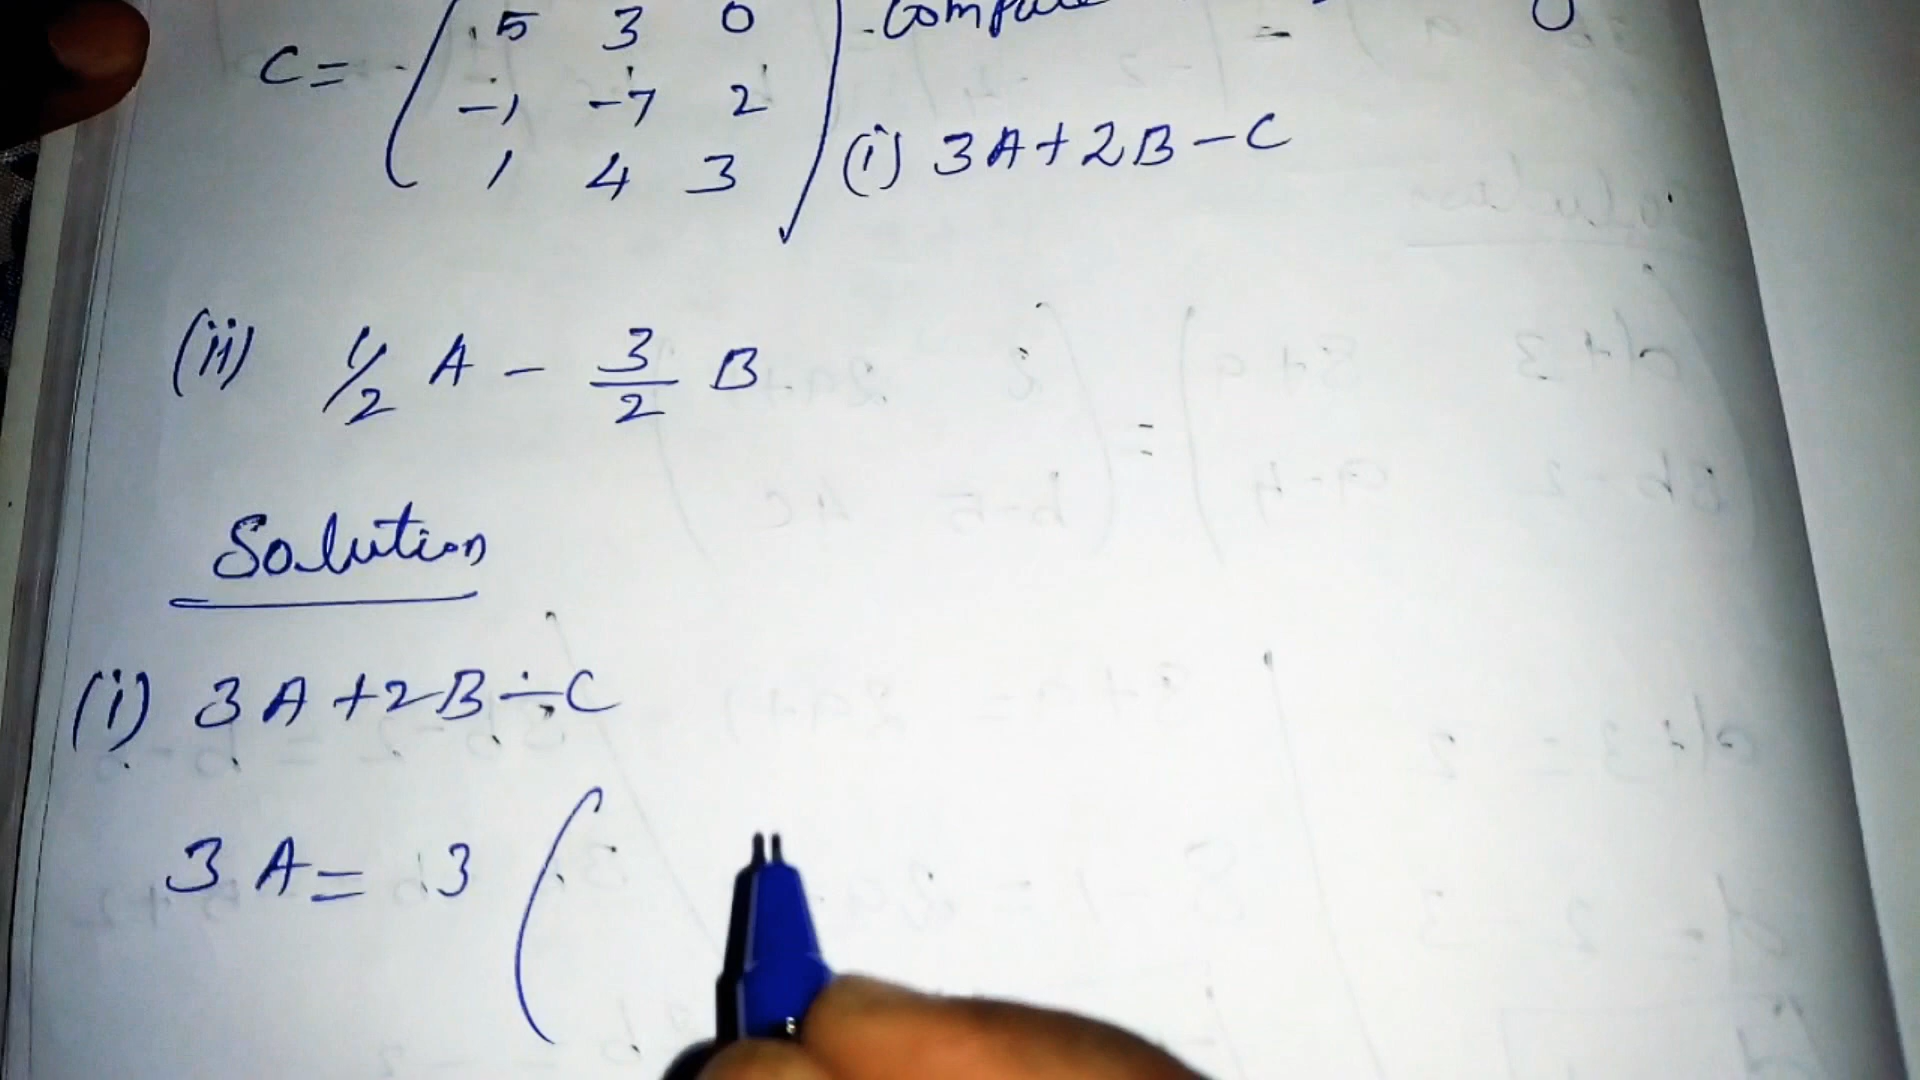 C = ( 5 3 0
-1 -7 2
1 4 3 ) . Compute
(i) 3A+2B-C
(ii) 1/2 A - 3/2 B
Solution
(i) 3A+2B-C
3A = 3 (